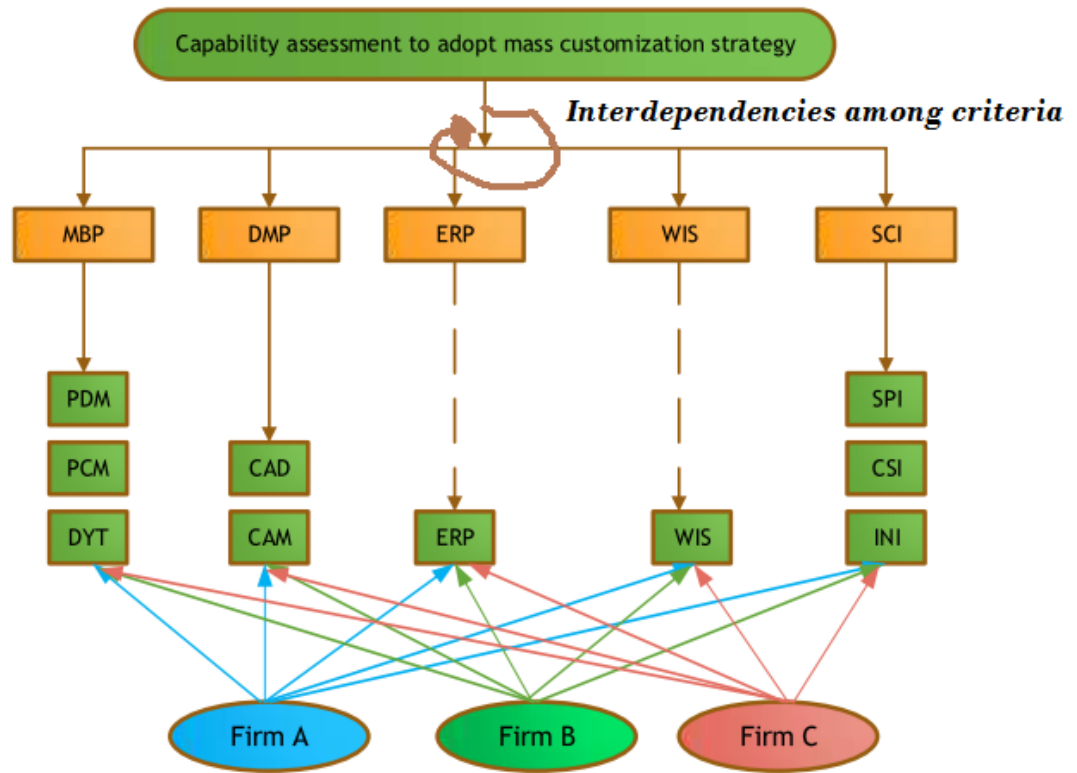 Capability assessment to adopt mass customization strategy
Interdependencies among criteria
MBP
DMP
ERP
WIS
SCI
PDM
SPI
PCM
CAD
CSI
DYT
CAM
ERP
WIS
INI
Firm A
Firm B
Firm C